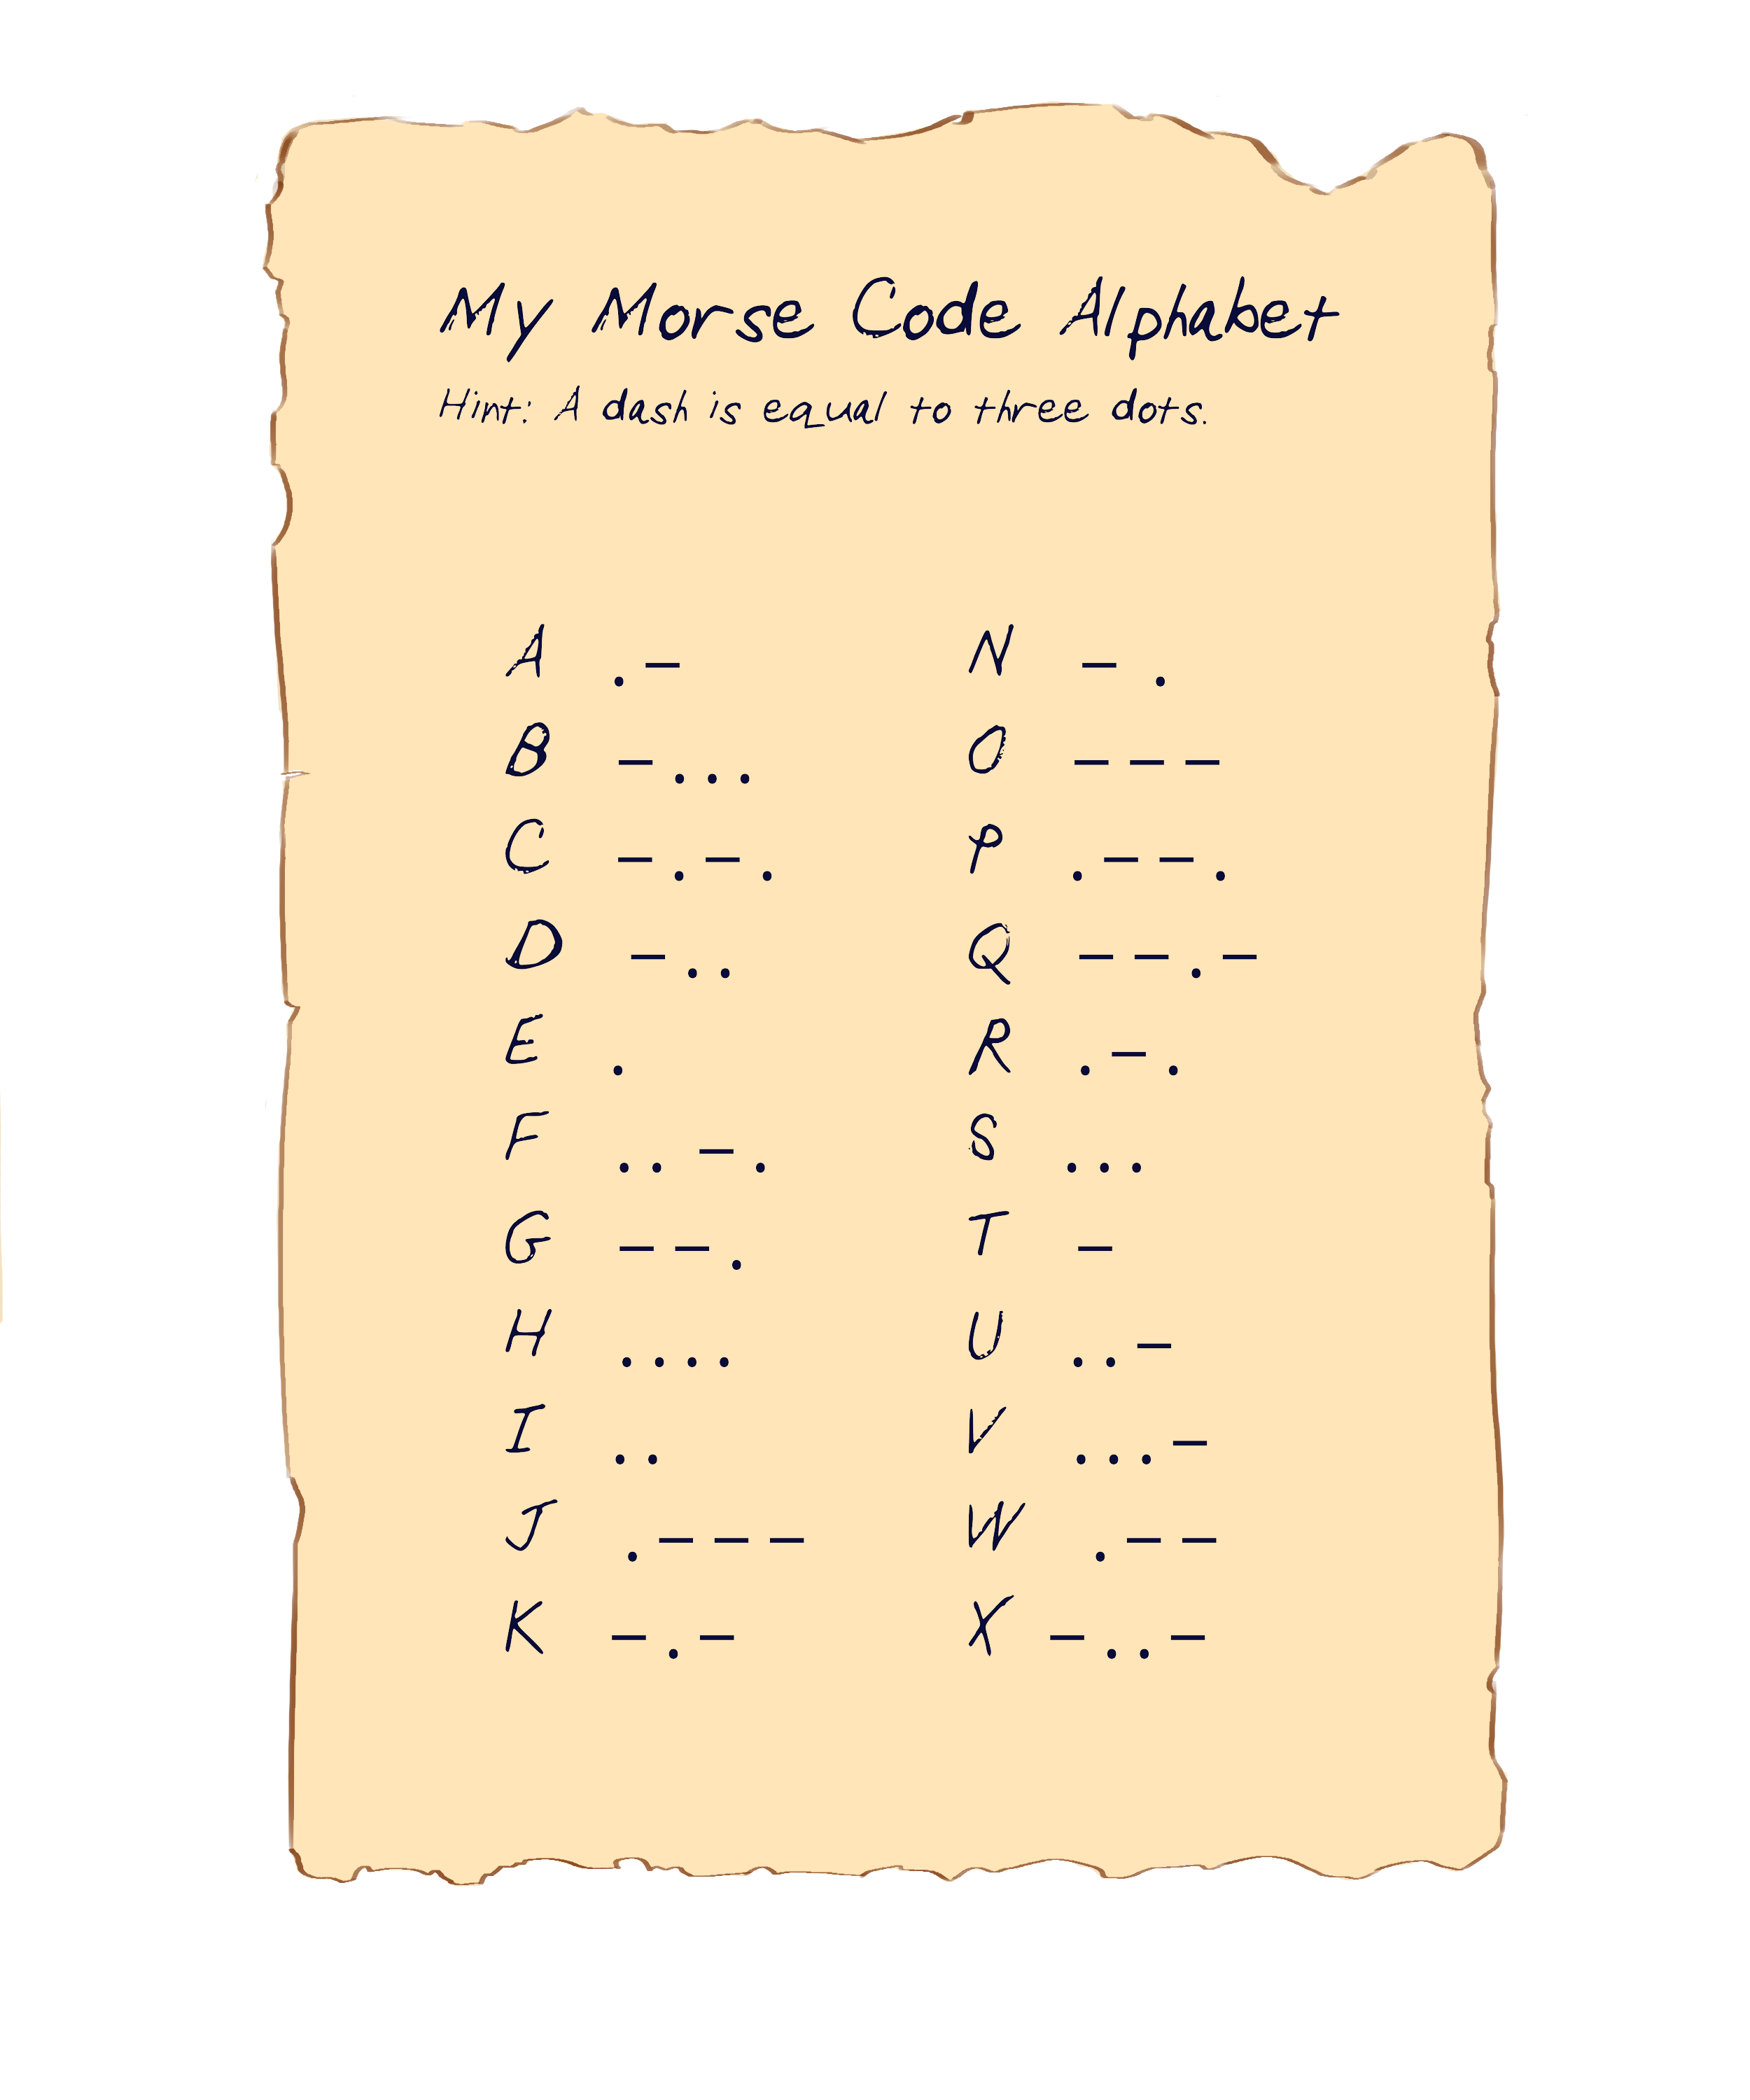 My Morse Code Alphabet
Hint: A dash is equal to three dots.
A .-
B -...
C -.-.
D -..
E .
F ..-.
G --.
H ....
I ..
J .---
K -.-
N -.
O ---
P .--.
Q --.-
R .-.
S ...
T -
U ..-
V ...-
W .--
X -..-